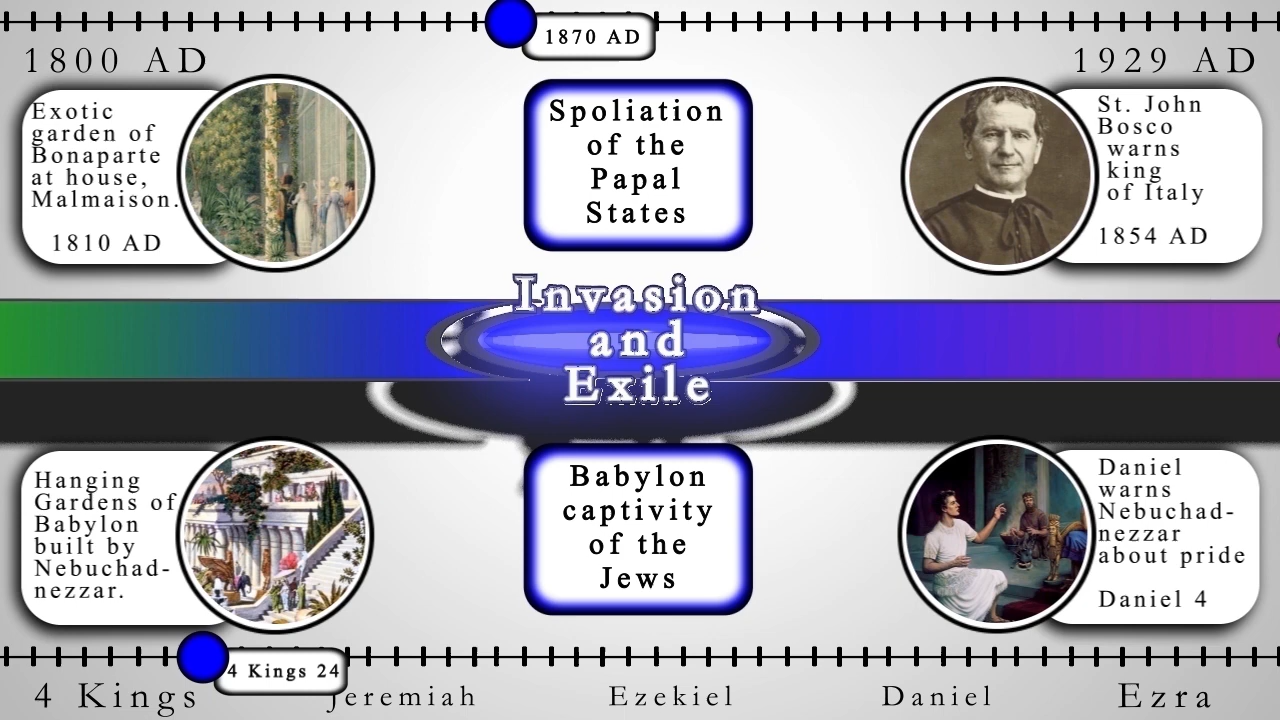 1870 AD
1800 AD
1929 AD
Exotic
garden of
Bonaparte
at house,
Malmaison.
1810 AD
Spoliation
of the
Papal
States
St. John
Bosco
warns
king
of Italy
1854 AD
Invasion
and
Exile
Hanging
Gardens of
Babylon
built by
Nebuchad-
nezzar.
Babylon
captivity
of the
Jews
Daniel
warns
Nebuchad-
nezzar
about pride
Daniel 4
4 Kings 24
4 Kings
Jeremiah
Ezekiel
Daniel
Ezra